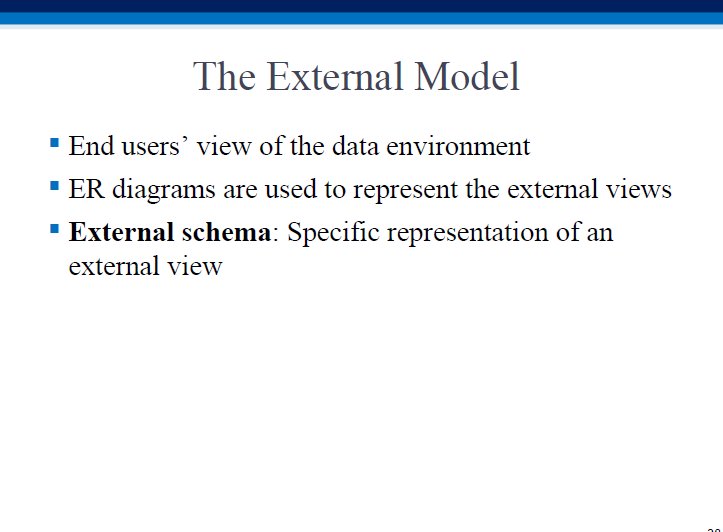 The External Model
▪ End users’ view of the data environment
▪ ER diagrams are used to represent the external views
▪ External schema: Specific representation of an
external view